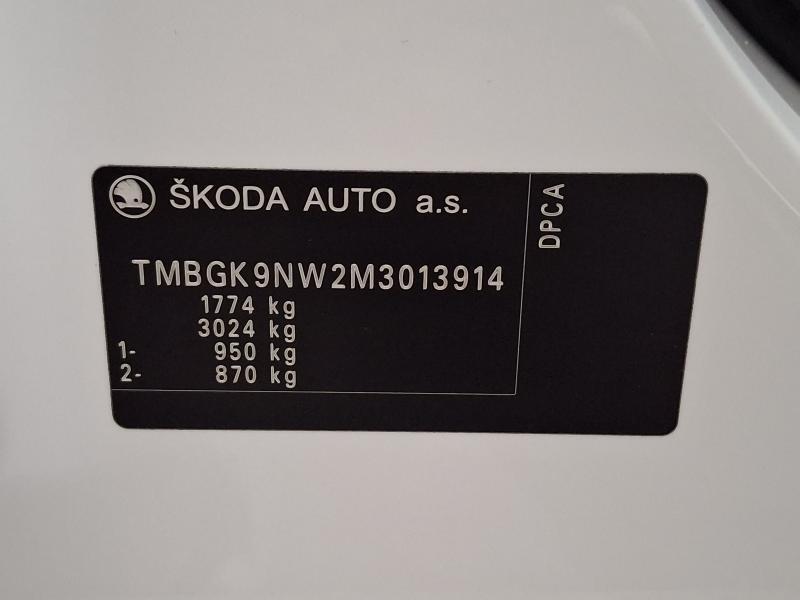 ŠKODA AUTO a.s.
DPCA
TMBGK9NW2M3013914
1774 kg
3024 kg
1- 950 kg
2- 870 kg